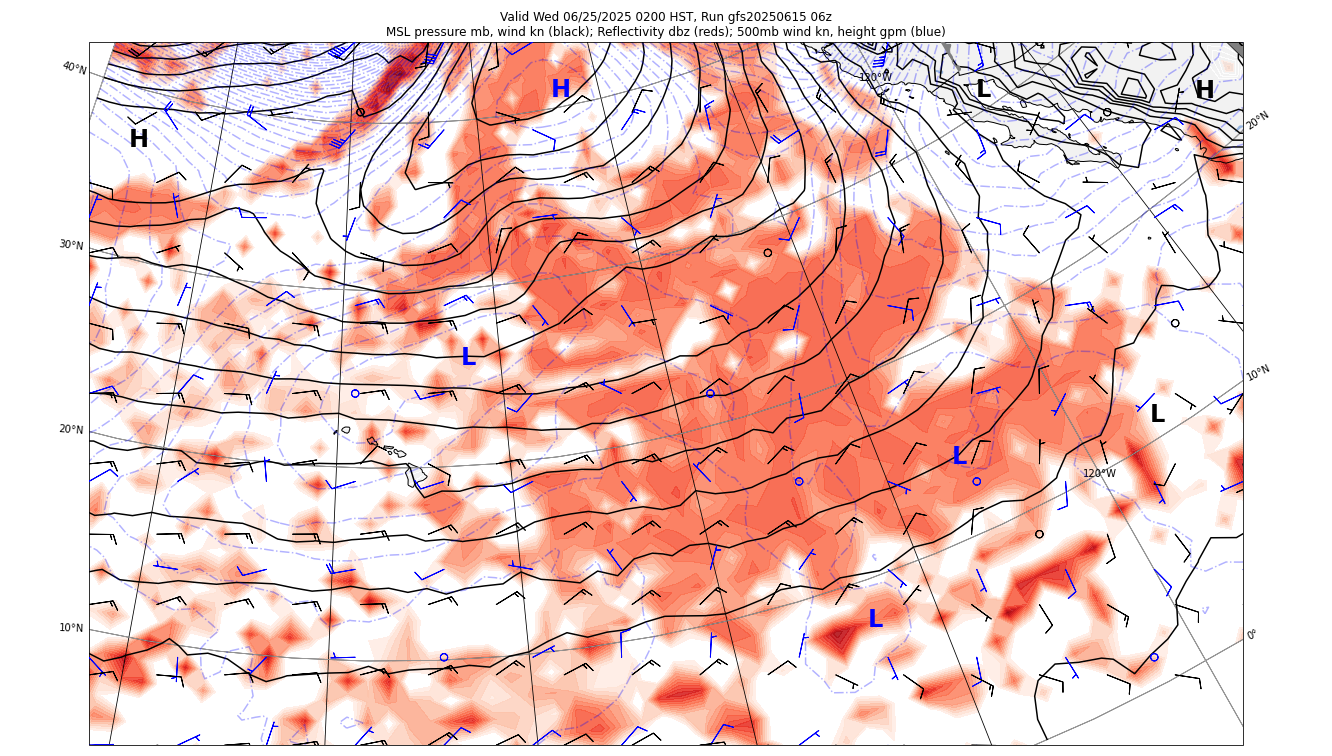 Valid Wed 06/25/2025 0200 HST, Run gfs20250615 06z
MSL pressure mb, wind kn (black); Reflectivity dbz (reds); 500mb wind kn, height gpm (blue)
40°N
120°W
H
L
H
H
20°N
30°N
L
10°N
20°N
L
L
120°W
10°N
L
0°